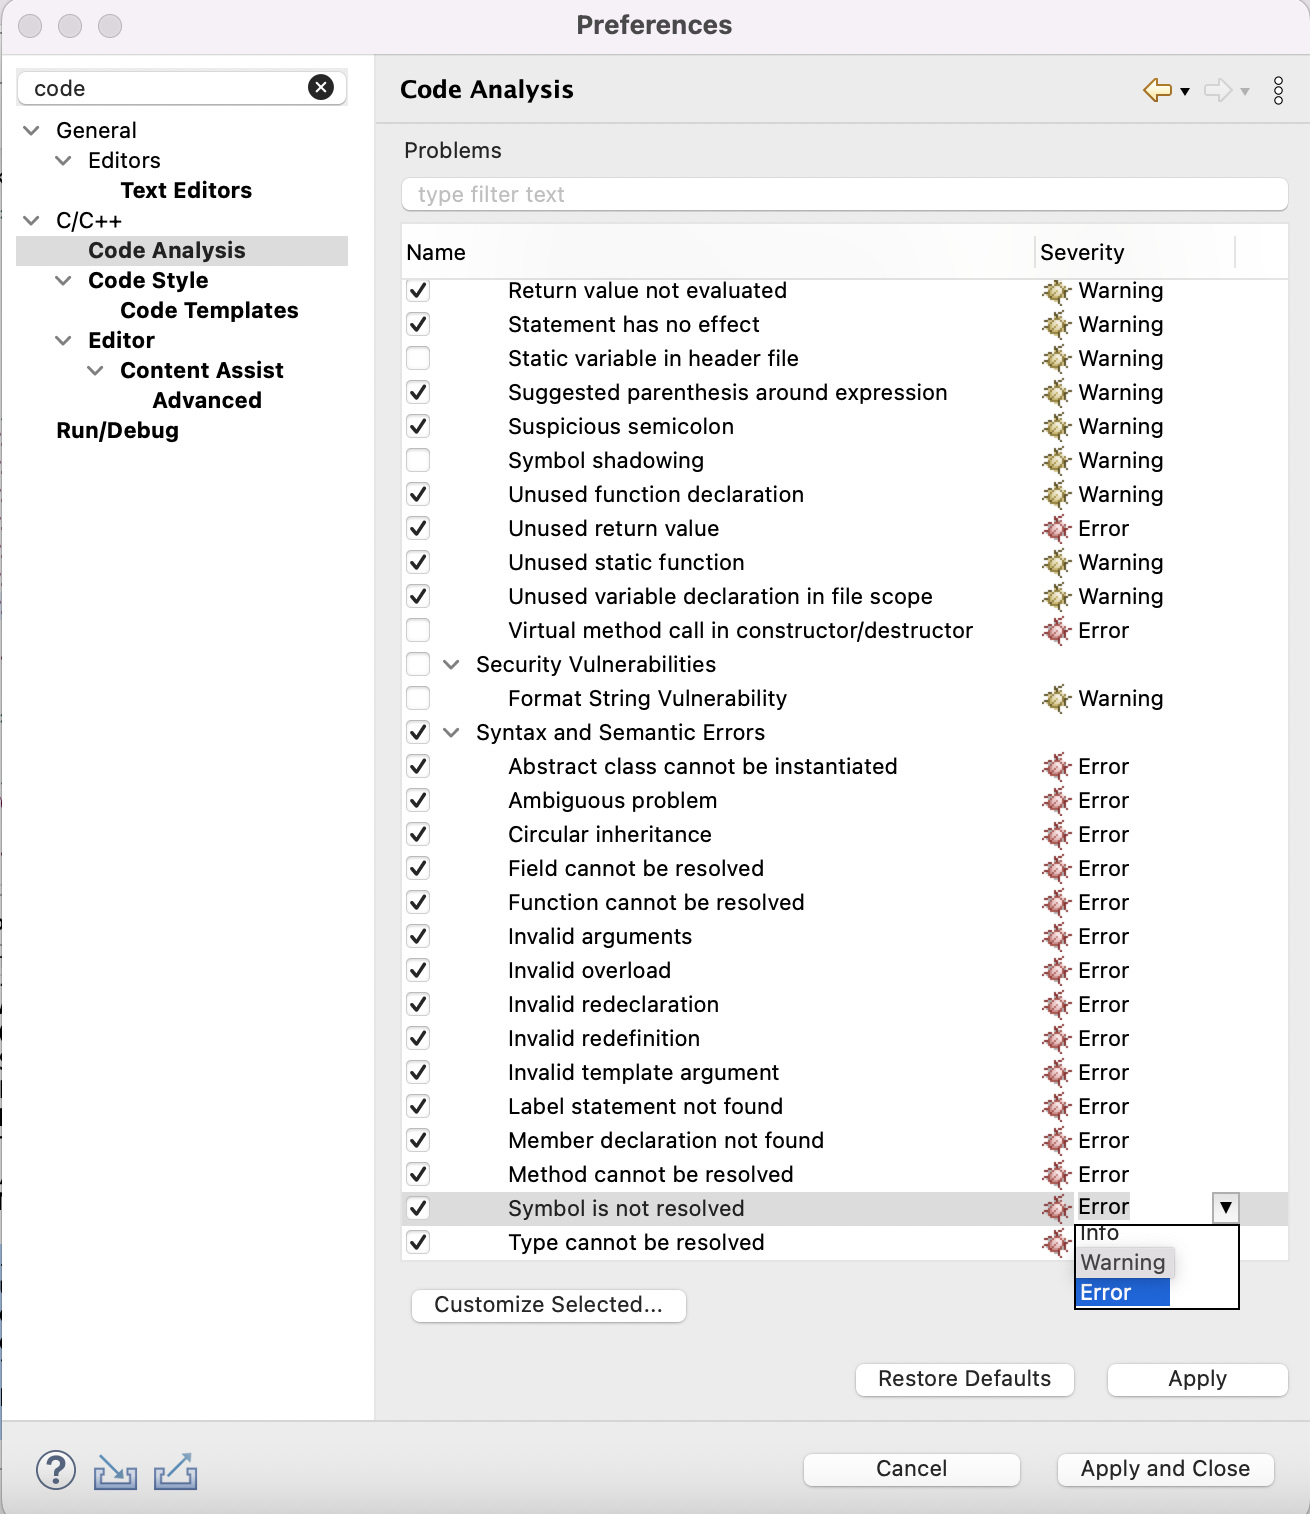 Preferences
code
General
Editors
Text Editors
C/C++
Code Analysis
Code Style
Code Templates
Editor
Content Assist
Advanced
Run/Debug
Code Analysis
Problems
type filter text
Name Severity
Return value not evaluated Warning
Statement has no effect Warning
Static variable in header file Warning
Suggested parenthesis around expression Warning
Suspicious semicolon Warning
Symbol shadowing Warning
Unused function declaration Warning
Unused return value Error
Unused static function Warning
Unused variable declaration in file scope Warning
Virtual method call in constructor/destructor Error
Security Vulnerabilities
Format String Vulnerability Warning
Syntax and Semantic Errors
Abstract class cannot be instantiated Error
Ambiguous problem Error
Circular inheritance Error
Field cannot be resolved Error
Function cannot be resolved Error
Invalid arguments Error
Invalid overload Error
Invalid redeclaration Error
Invalid redefinition Error
Invalid template argument Error
Label statement not found Error
Member declaration not found Error
Method cannot be resolved Error
Symbol is not resolved Error
Type cannot be resolved
Info
Warning
Error
Customize Selected...
Restore Defaults Apply
? Cancel Apply and Close